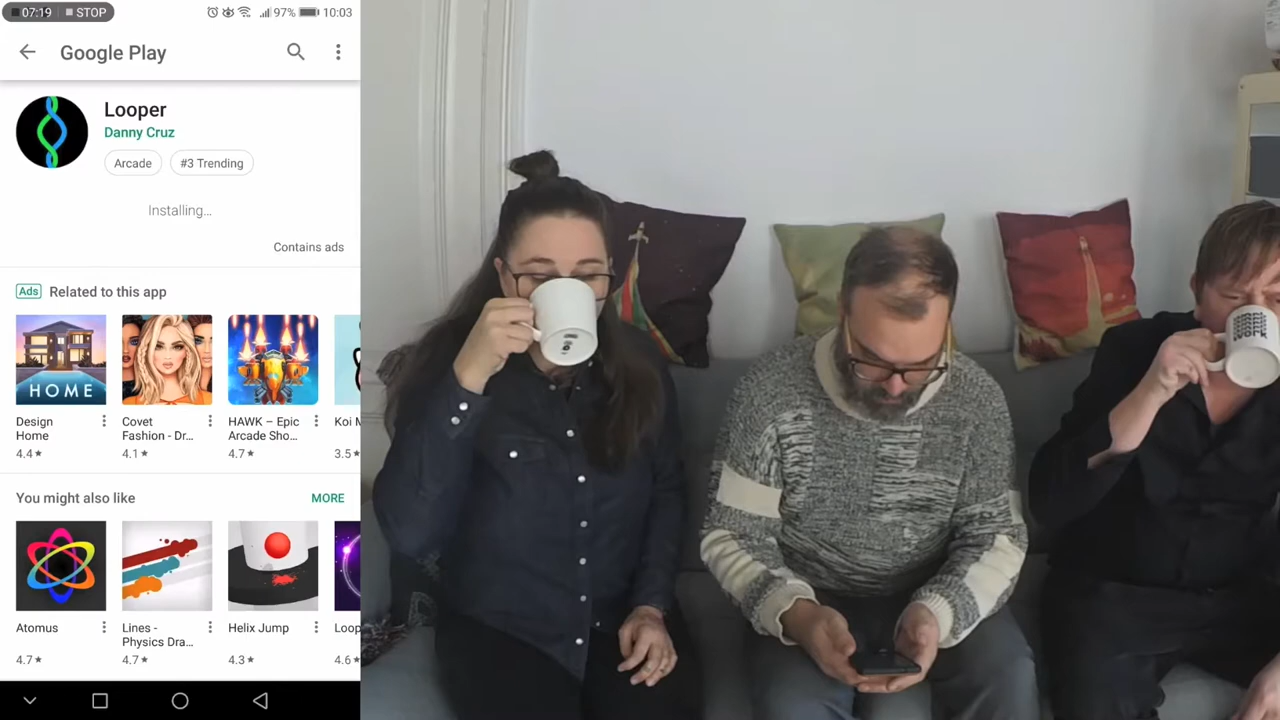 07:19 STOP 97% 10:03
Google Play
Looper
Danny Cruz
Arcade #3 Trending
Installing...
Contains ads
Ads Related to this app
HOME
Design Home
Covet Fashion - Dr...
HAWK – Epic Arcade Sho...
Koi M
4.4 4.1 4.7 3.5
You might also like MORE
Atomus
Lines - Physics Dra...
Helix Jump
Loop
4.7 4.7 4.3 4.6
WORK